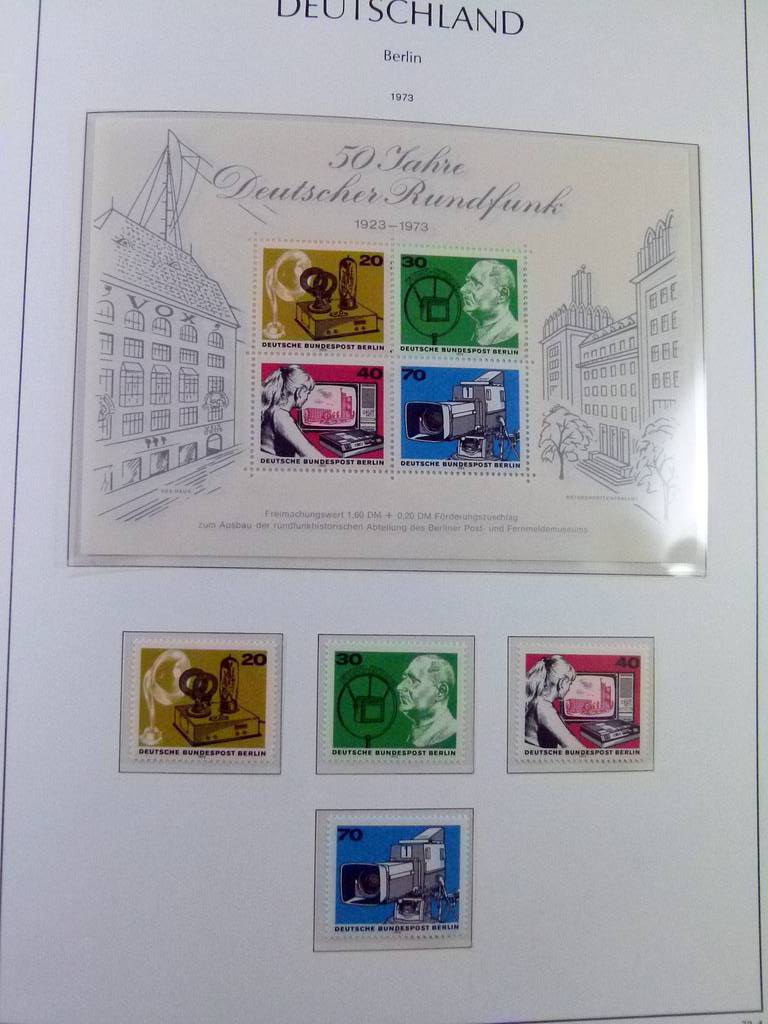 DEUTSCHLAND
Berlin
1973
50 Jahre
Deutscher Rundfunk
1923–1973
VOX
20
DEUTSCHE BUNDESPOST BERLIN
30
DEUTSCHE BUNDESPOST BERLIN
40
DEUTSCHE BUNDESPOST BERLIN
70
DEUTSCHE BUNDESPOST BERLIN
VOX-HAUS
Freimachungswert 1,60 DM + 0,20 DM Förderungszuschlag
zum Ausbau der rundfunkhistorischen Abteilung des Berliner Post- und Fernmeldemuseums
20
DEUTSCHE BUNDESPOST BERLIN
30
DEUTSCHE BUNDESPOST BERLIN
40
DEUTSCHE BUNDESPOST BERLIN
70
DEUTSCHE BUNDESPOST BERLIN